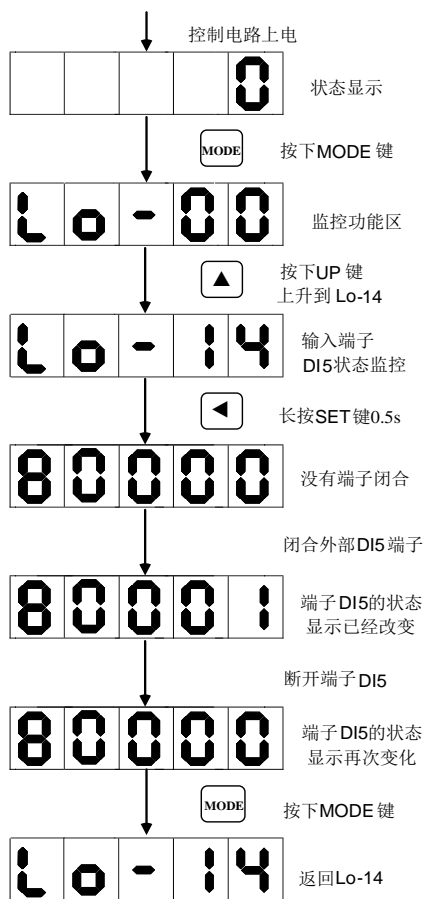 控制电路上电
0
状态显示
MODE
按下MODE 键
Lo-00
监控功能区
▲
按下UP 键
上升到 Lo-14
Lo-14
输入端子
DI5状态监控
◀
长按SET 键0.5s
80000
没有端子闭合
闭合外部DI5 端子
80001
端子DI5的状态
显示已经改变
断开端子DI5
80000
端子DI5的状态
显示再次变化
MODE
按下MODE 键
Lo-14
返回Lo-14